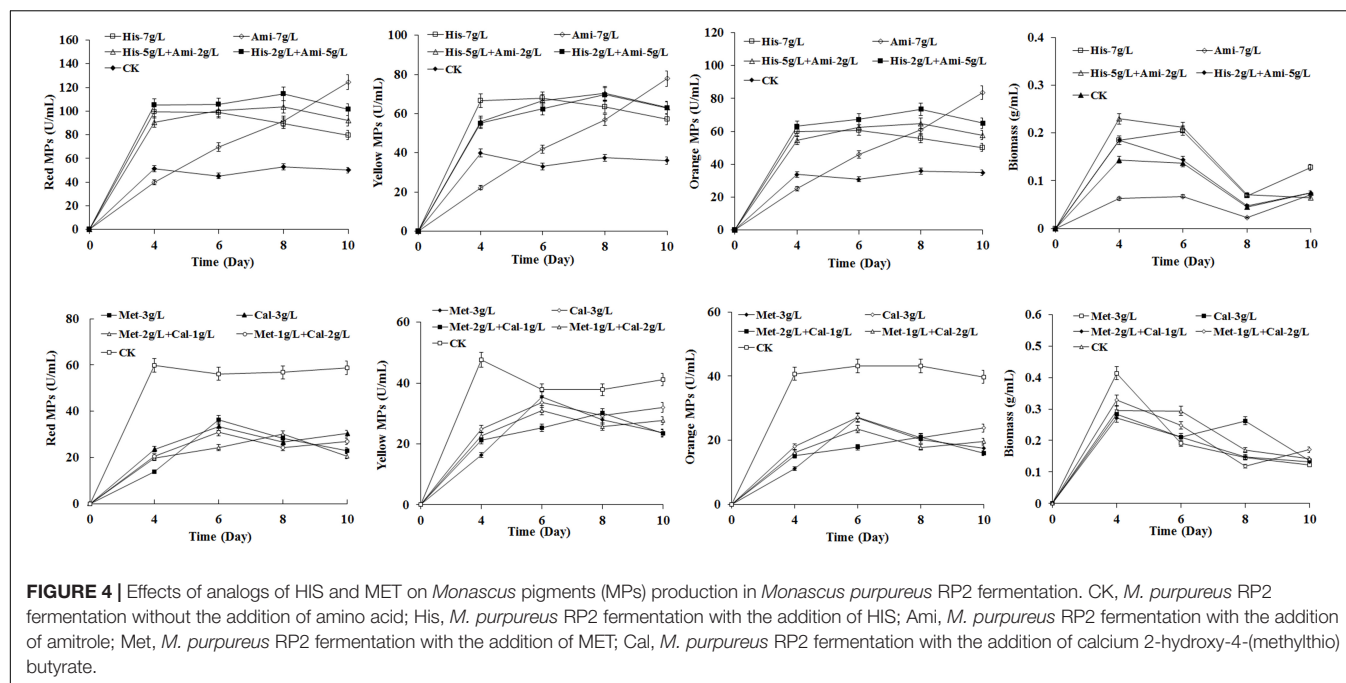 His-7g/L Ami-7g/L
His-5g/L+Ami-2g/L His-2g/L+Ami-5g/L
CK
160
140
120
100
80
60
40
20
0
Red MPs (U/mL)
0 4 6 8 10
Time (Day)
His-7g/L Ami-7g/L
His-5g/L+Ami-2g/L His-2g/L+Ami-5g/L
CK
100
80
60
40
20
0
Yellow MPs (U/mL)
0 4 6 8 10
Time (Day)
His-7g/L Ami-7g/L
His-5g/L+Ami-2g/L His-2g/L+Ami-5g/L
CK
120
100
80
60
40
20
0
Orange MPs (U/mL)
0 4 6 8 10
Time (Day)
His-7g/L Ami-7g/L
His-5g/L+Ami-2g/L His-2g/L+Ami-5g/L
CK
0.4
0.3
0.2
0.1
0
Biomass (g/mL)
0 4 6 8 10
Time (Day)
Met-3g/L Cal-3g/L
Met-2g/L+Cal-1g/L Met-1g/L+Cal-2g/L
CK
80
60
40
20
0
Red MPs (U/mL)
0 4 6 8 10
Time (Day)
Met-3g/L Cal-3g/L
Met-2g/L+Cal-1g/L Met-1g/L+Cal-2g/L
CK
60
40
20
0
Yellow MPs (U/mL)
0 4 6 8 10
Time (Day)
Met-3g/L Cal-3g/L
Met-2g/L+Cal-1g/L Met-1g/L+Cal-2g/L
CK
60
40
20
0
Orange MPs (U/mL)
0 4 6 8 10
Time (Day)
Met-3g/L Cal-3g/L
Met-2g/L+Cal-1g/L Met-1g/L+Cal-2g/L
CK
0.6
0.5
0.4
0.3
0.2
0.1
0
Biomass (g/mL)
0 4 6 8 10
Time (Day)
FIGURE 4 | Effects of analogs of HIS and MET on Monascus pigments (MPs) production in Monascus purpureus RP2 fermentation. CK, M. purpureus RP2
fermentation without the addition of amino acid; His, M. purpureus RP2 fermentation with the addition of HIS; Ami, M. purpureus RP2 fermentation with the addition
of amitrole; Met, M. purpureus RP2 fermentation with the addition of MET; Cal, M. purpureus RP2 fermentation with the addition of calcium 2-hydroxy-4-(methylthio)
butyrate.